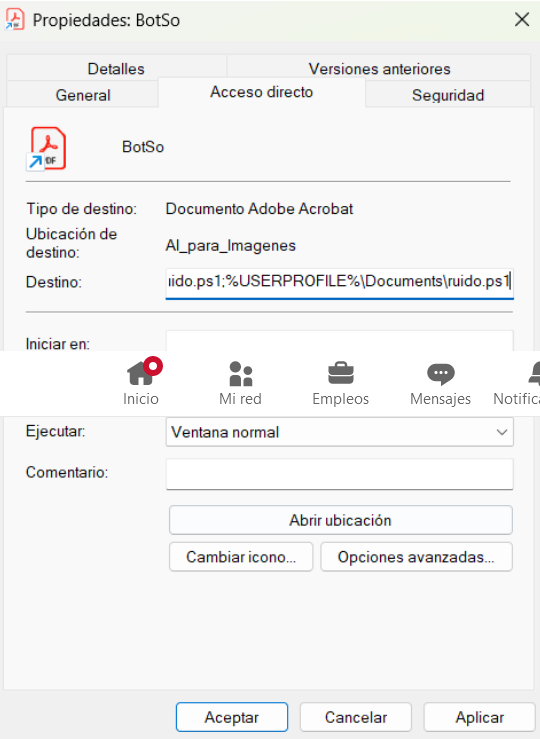 Propiedades: BotSo
Detalles
Versiones anteriores
General
Acceso directo
Seguridad
PDF
BotSo
Tipo de destino:
Documento Adobe Acrobat
Ubicación de
destino:
AI_para_Imagenes
Destino:
uido.ps1;%USERPROFILE%\Documents\ruido.ps1
Iniciar en:
Inicio
Mi red
Empleos
Mensajes
Notifica
Ejecutar:
Ventana normal
Comentario:
Abrir ubicación
Cambiar icono...
Opciones avanzadas...
Aceptar
Cancelar
Aplicar